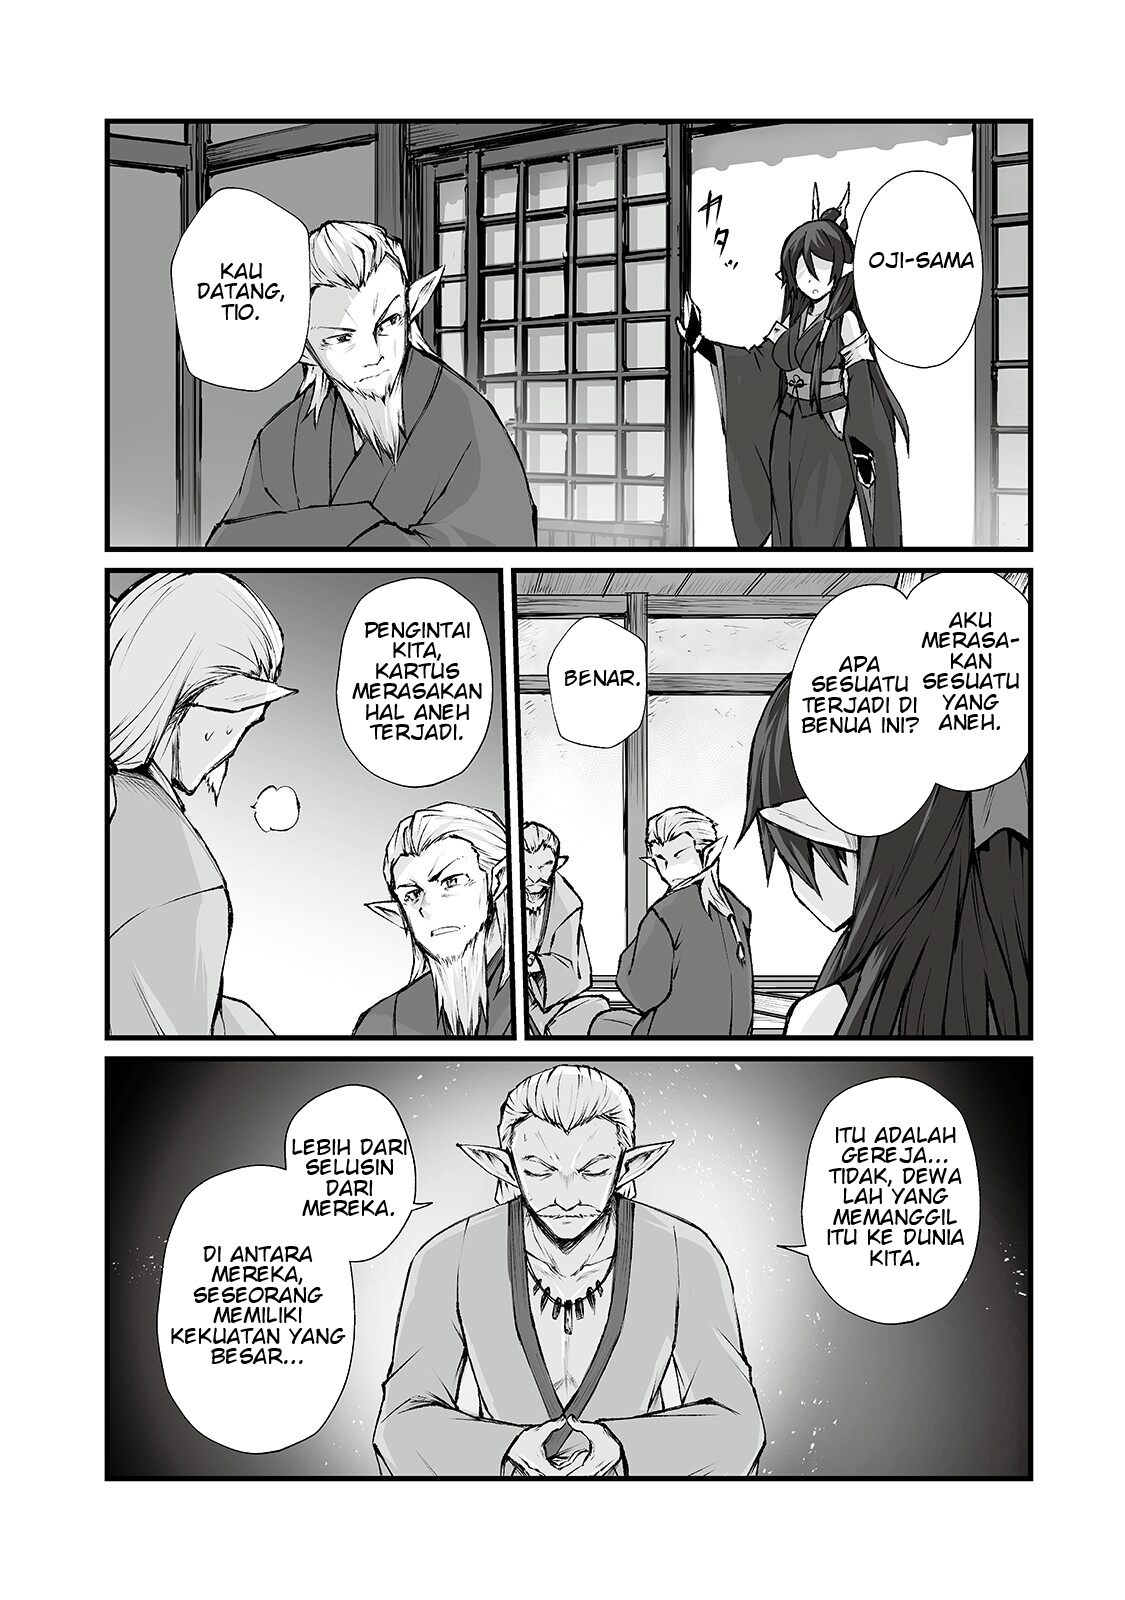 OJI-SAMA
カタッ
KAU
DATANG,
TIO.
AKU
MERASA-
KAN
SESUATU
YANG
ANEH.
APA
SESUATU
TERJADI DI
BENUA INI?
BENAR.
PENGINTAI
KITA,
KARTUS
MERASAKAN
HAL ANEH
TERJADI.
ITU ADALAH
GEREJA...
TIDAK, DEWA
LAH YANG
MEMANGGIL
ITU KE DUNIA
KITA.
LEBIH DARI
SELUSIN
DARI
MEREKA.
DI ANTARA
MEREKA,
SESEORANG
MEMILIKI
KEKUATAN YANG
BESAR...